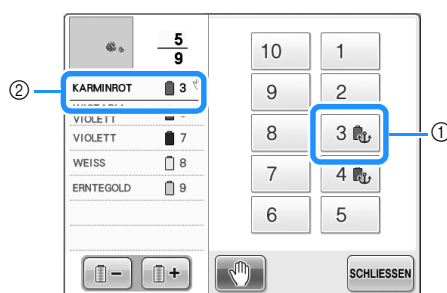 5
9
② KARMINROT 3
VIOLETT
VIOLETT 7
WEISS 8
ERNTEGOLD 9
− +
10 1
9 2
8 3 ①
7 4
6 5
SCHLIESSEN